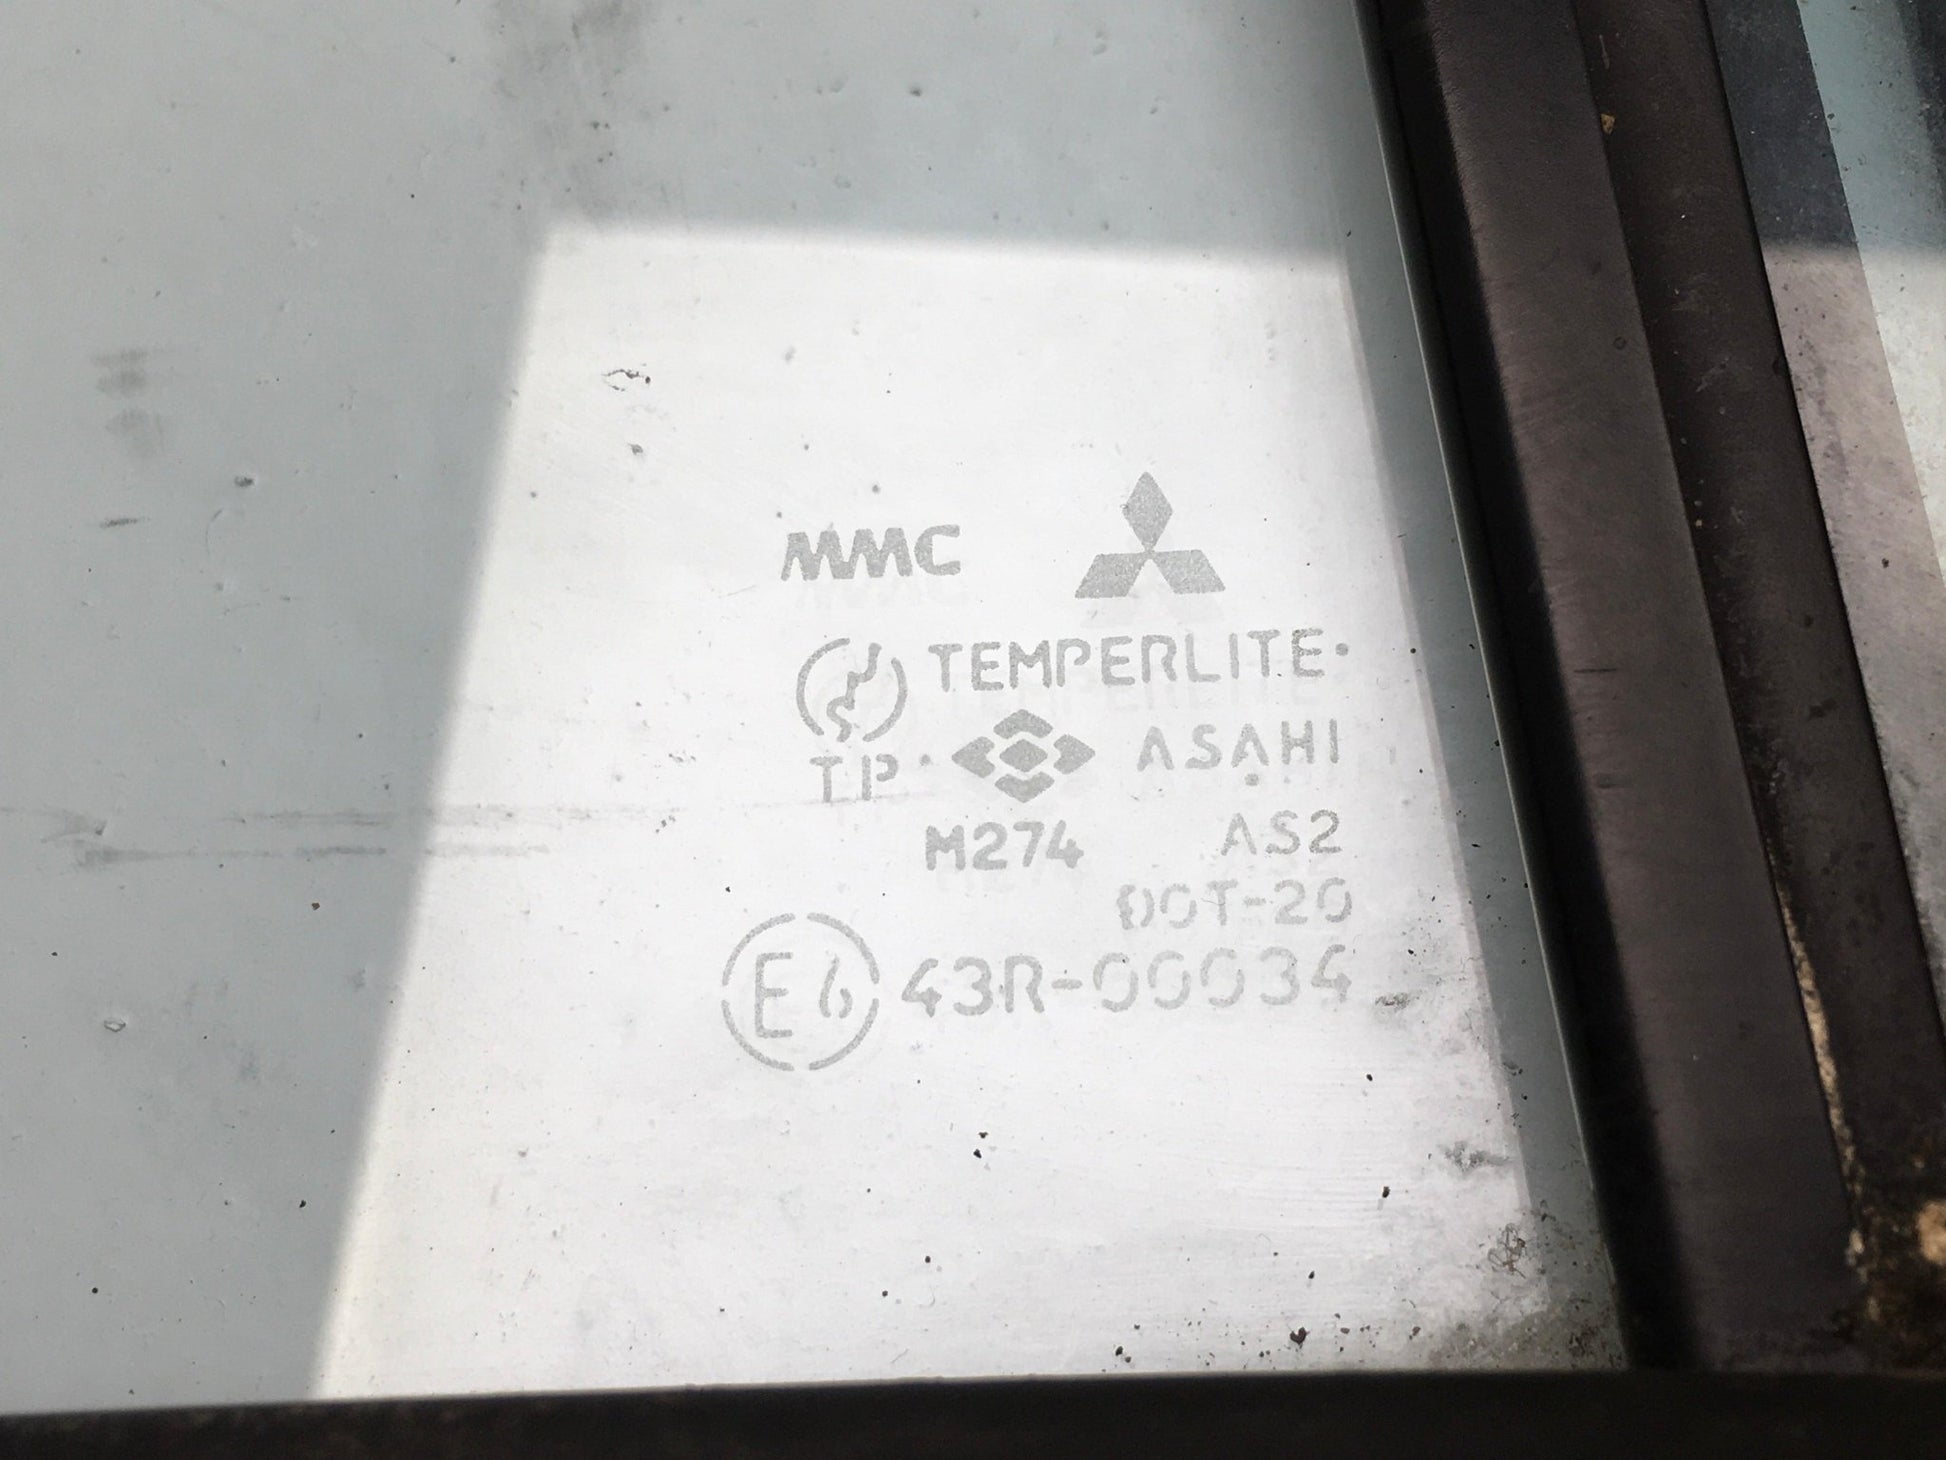 MMC
TEMPERLITE·
TP· ASAHI
M274 AS2
DOT-20
E6 43R-00034